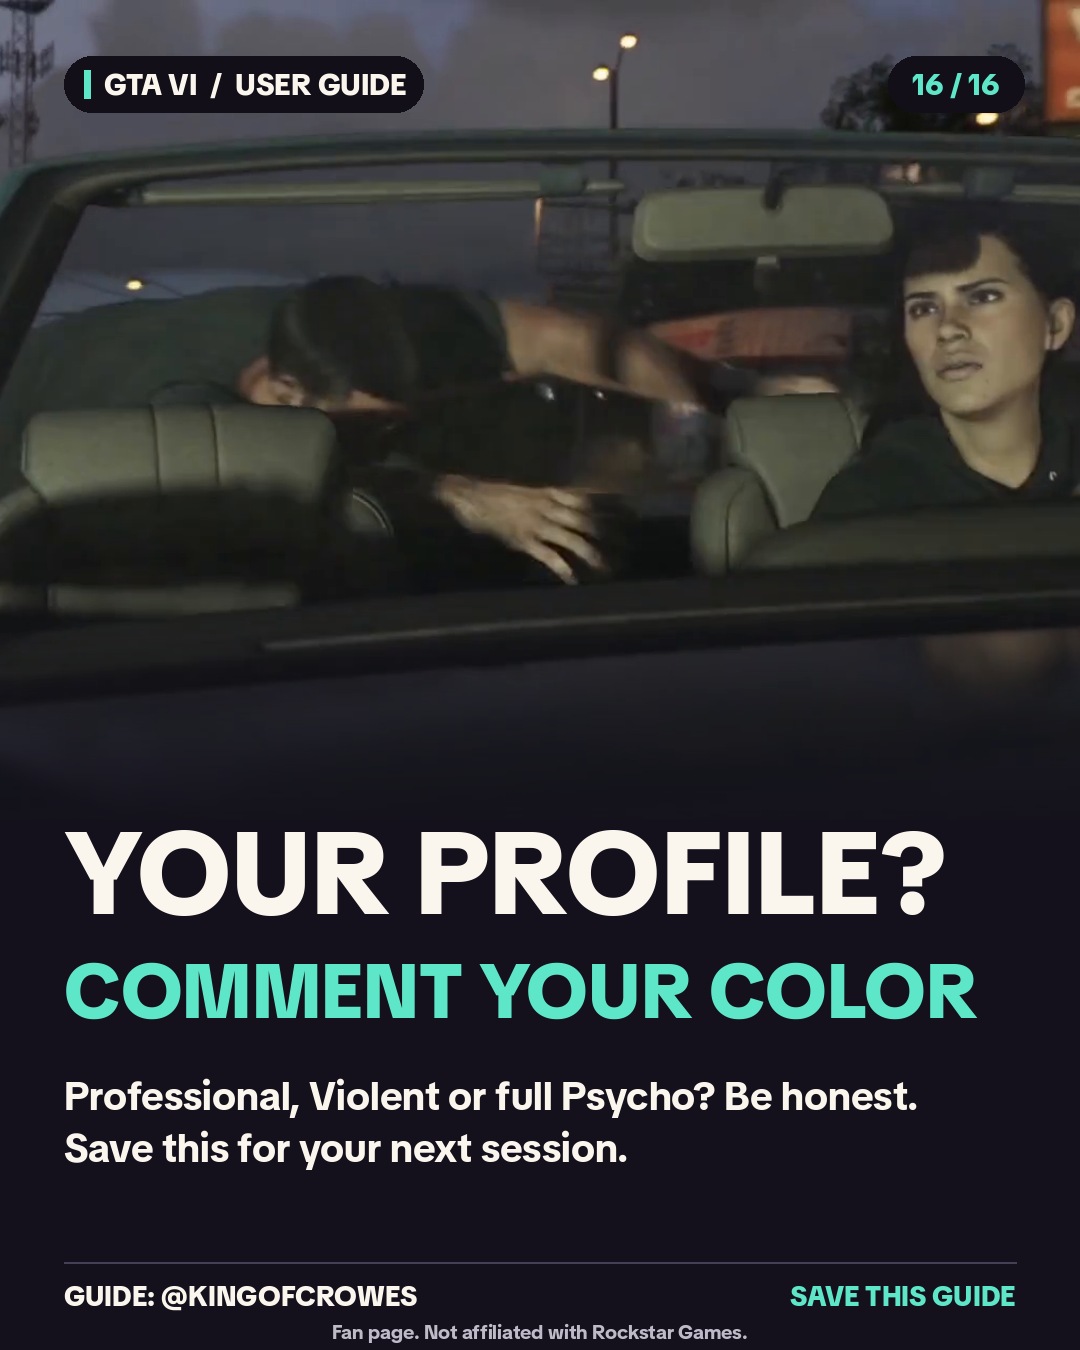 GTA VI / USER GUIDE
16 / 16
YOUR PROFILE?
COMMENT YOUR COLOR
Professional, Violent or full Psycho? Be honest.
Save this for your next session.
GUIDE: @KINGOFCROWES
SAVE THIS GUIDE
Fan page. Not affiliated with Rockstar Games.